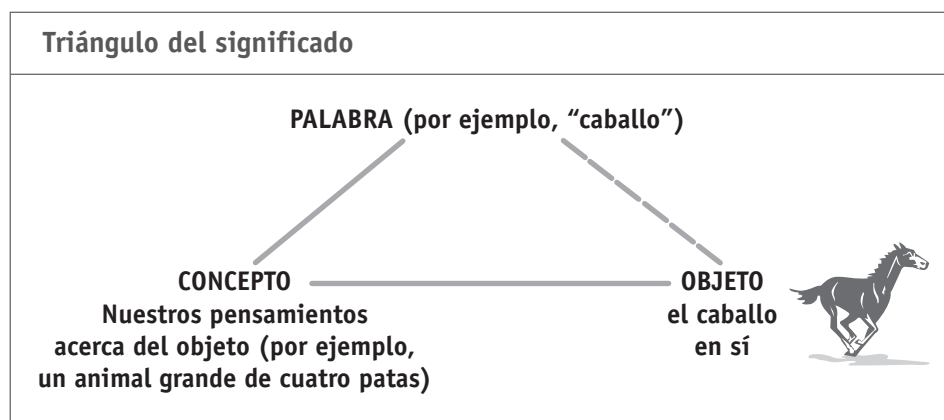 Triángulo del significado
PALABRA (por ejemplo, “caballo”)
CONCEPTO
Nuestros pensamientos
acerca del objeto (por ejemplo,
un animal grande de cuatro patas)
OBJETO
el caballo
en sí